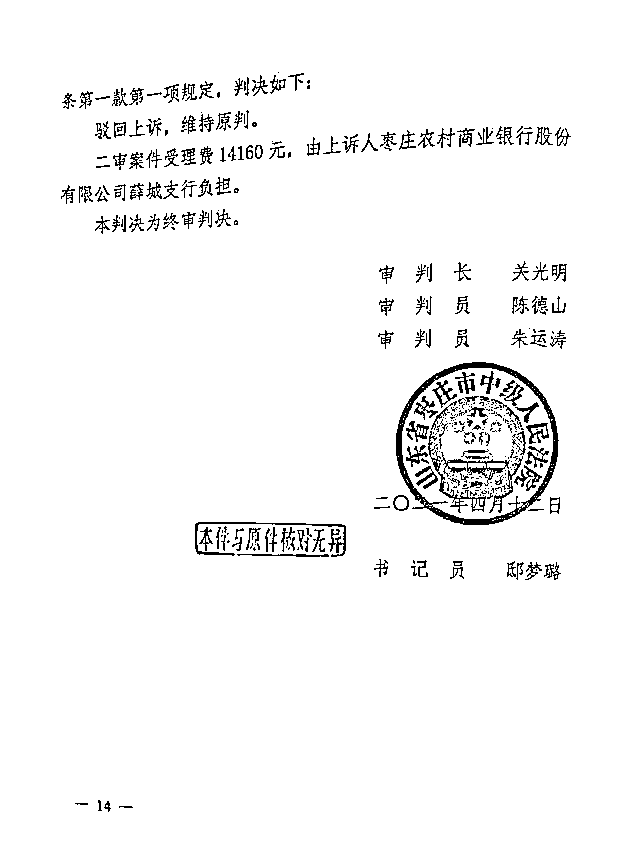 条第一款第一项规定，判决如下：
驳回上诉，维持原判。
二审案件受理费14160元，由上诉人枣庄农村商业银行股份
有限公司薛城支行负担。
本判决为终审判决。
审 判 长 关光明
审 判 员 陈德山
审 判 员 朱运涛
山东省枣庄市中级人民法院
二〇二一年四月十二日
本件与原件核对无异
书 记 员 邸梦璐
— 14 —